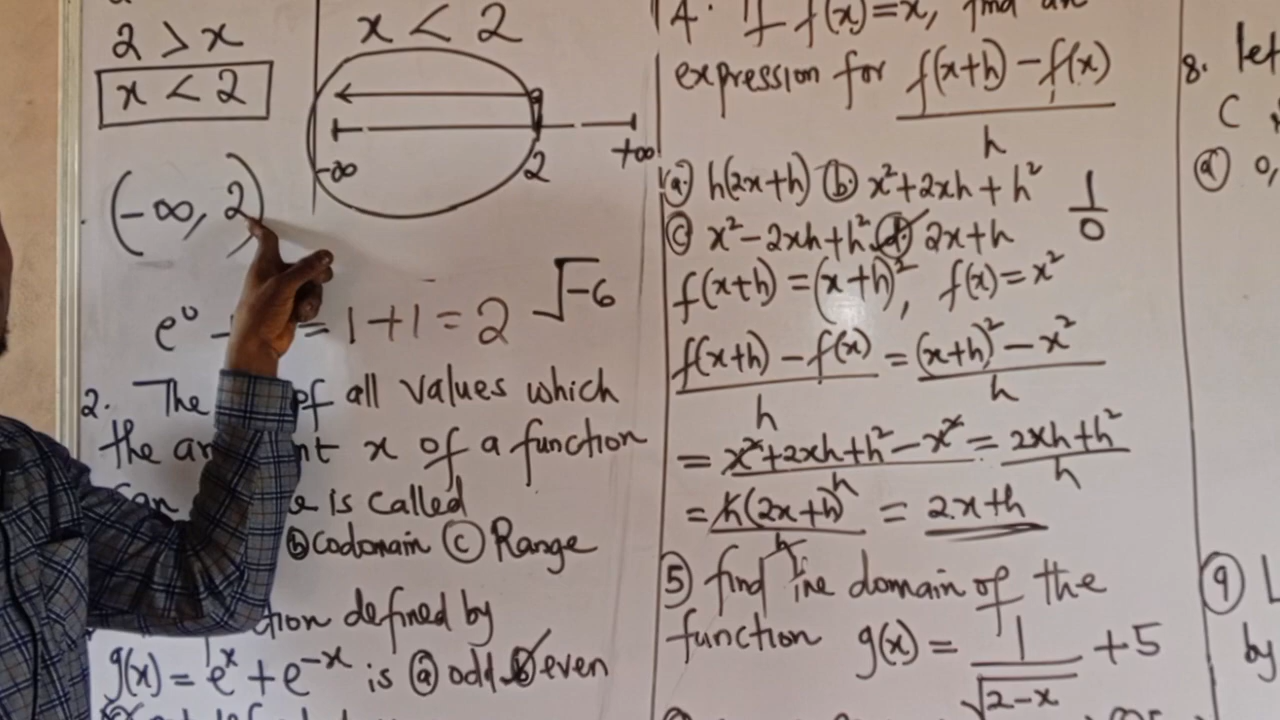 2 > x
x < 2
x < 2
-∞ 2 +∞
(-∞, 2)
e⁰ = 1 + 1 = 2 √-6
2. The of all values which
the x of a function
is called
(b) Codomain (c) Range
defined by
g(x) = eˣ + e⁻ˣ is (a) odd (b) even
4. If f(x) = x, find an
expression for f(x+h) - f(x)
h
(a) h(2x+h) (b) x² + 2xh + h²
1/0
(c) x² - 2xh + h² (d) 2x+h
f(x+h) = (x+h)², f(x) = x²
f(x+h) - f(x) = (x+h)² - x²
h h
= x² + 2xh + h² - x² = 2xh + h²
h h
= h(2x+h) = 2x+h
h
(5) find the domain of the
function g(x) = 1 + 5
√2-x
8. let
C
(a) 0,
(9) L
by